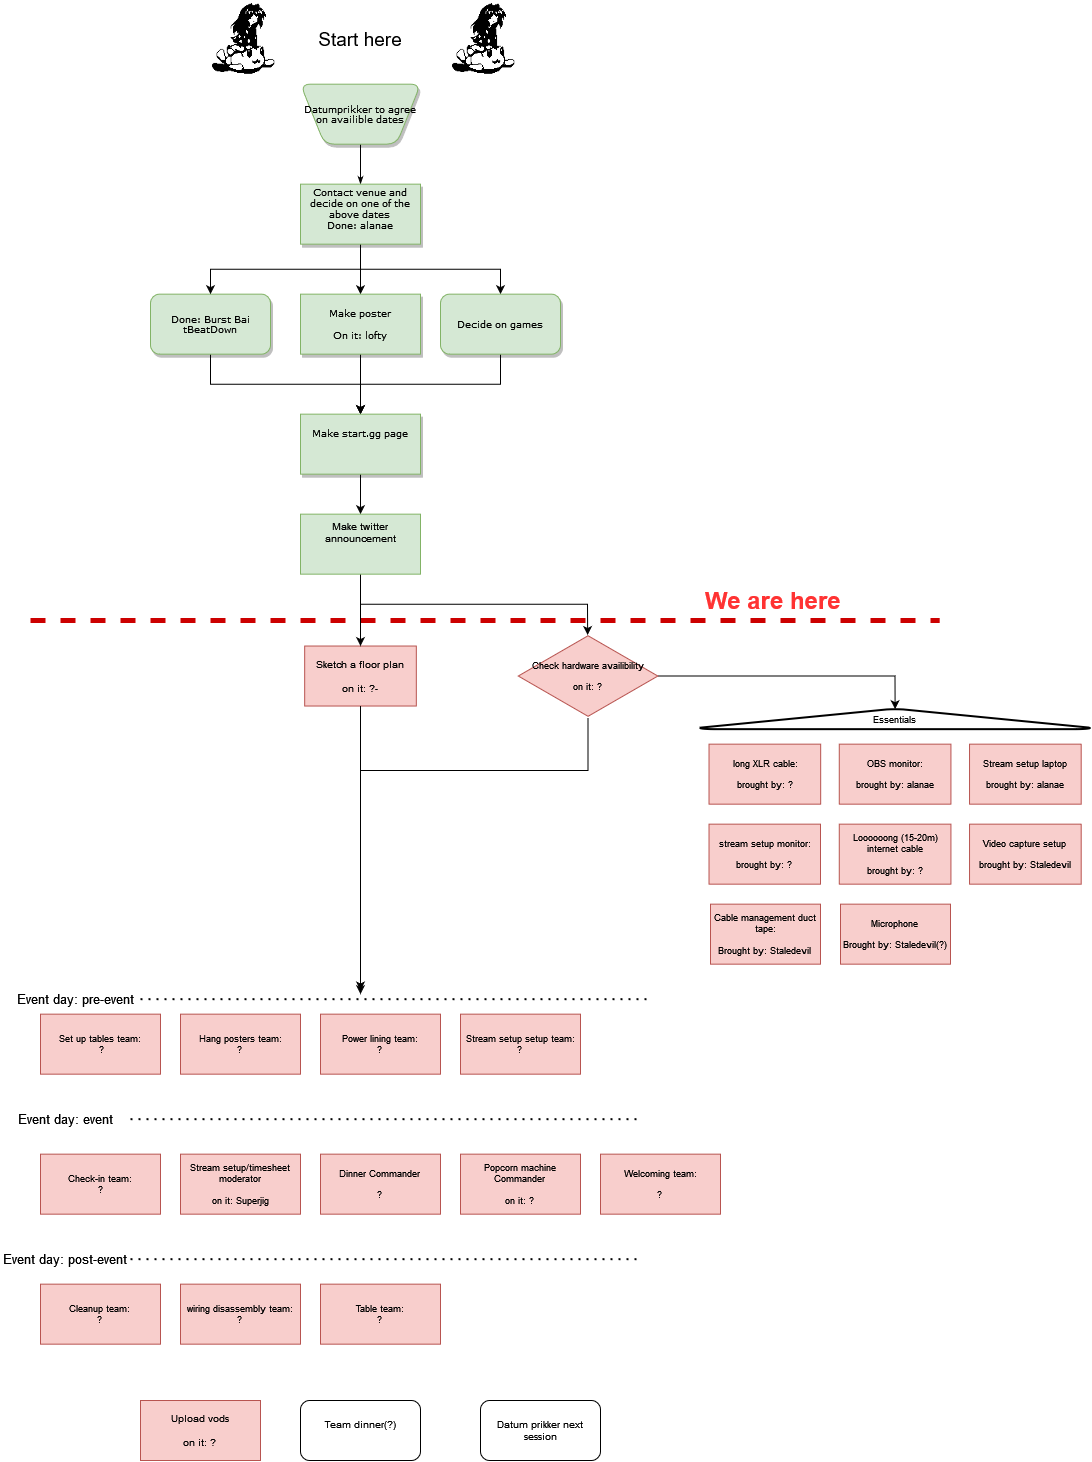 Start here
Datumprikker to agree
on availible dates
Contact venue and
decide on one of the
above dates
Done: alanae
Done: Burst Bai
tBeatDown
Make poster
On it: lofty
Decide on games
Make start.gg page
Make twitter
announcement
We are here
Sketch a floor plan
on it: ?-
Check hardware availibility
on it: ?
Essentials
long XLR cable:
brought by: ?
OBS monitor:
brought by: alanae
Stream setup laptop
brought by: alanae
stream setup monitor:
brought by: ?
Loooooong (15-20m)
internet cable
brought by: ?
Video capture setup
brought by: Staledevil
Cable management duct
tape:
Brought by: Staledevil
Microphone
Brought by: Staledevil(?)
Event day: pre-event
Set up tables team:
?
Hang posters team:
?
Power lining team:
?
Stream setup setup team:
?
Event day: event
Check-in team:
?
Stream setup/timesheet
moderator
on it: Superjig
Dinner Commander
?
Popcorn machine
Commander
on it: ?
Welcoming team:
?
Event day: post-event
Cleanup team:
?
wiring disassembly team:
?
Table team:
?
Upload vods
on it: ?
Team dinner(?)
Datum prikker next
session